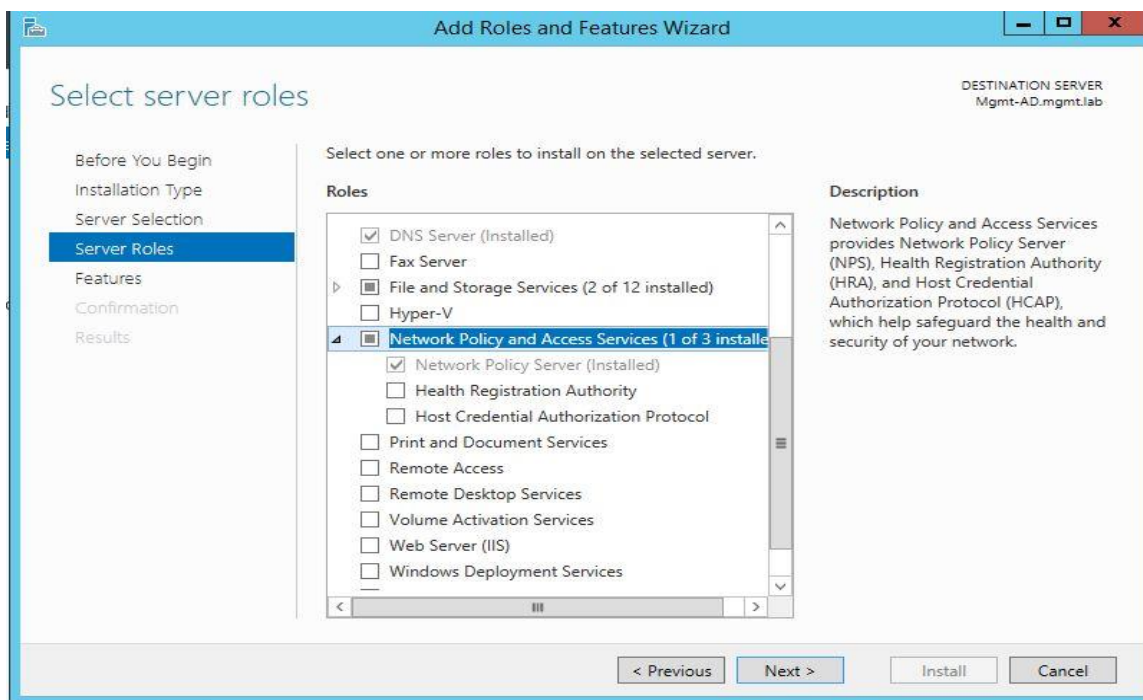 Add Roles and Features Wizard
Select server roles
DESTINATION SERVER
Mgmt-AD.mgmt.lab
Before You Begin
Installation Type
Server Selection
Server Roles
Features
Confirmation
Results
Select one or more roles to install on the selected server.
Roles
DNS Server (Installed)
Fax Server
File and Storage Services (2 of 12 installed)
Hyper-V
Network Policy and Access Services (1 of 3 installe
Network Policy Server (Installed)
Health Registration Authority
Host Credential Authorization Protocol
Print and Document Services
Remote Access
Remote Desktop Services
Volume Activation Services
Web Server (IIS)
Windows Deployment Services
Description
Network Policy and Access Services
provides Network Policy Server
(NPS), Health Registration Authority
(HRA), and Host Credential
Authorization Protocol (HCAP),
which help safeguard the health and
security of your network.
< Previous
Next >
Install
Cancel